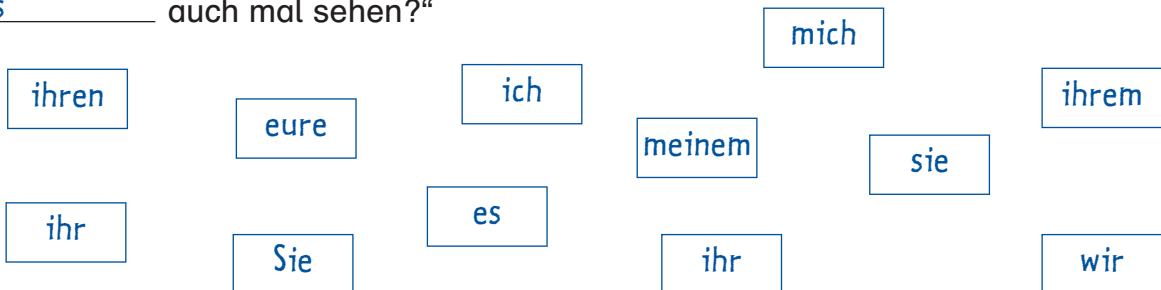 s auch mal sehen?“
mich
ihren ich ihrem
eure meinem
sie
ihr es
Sie ihr wir